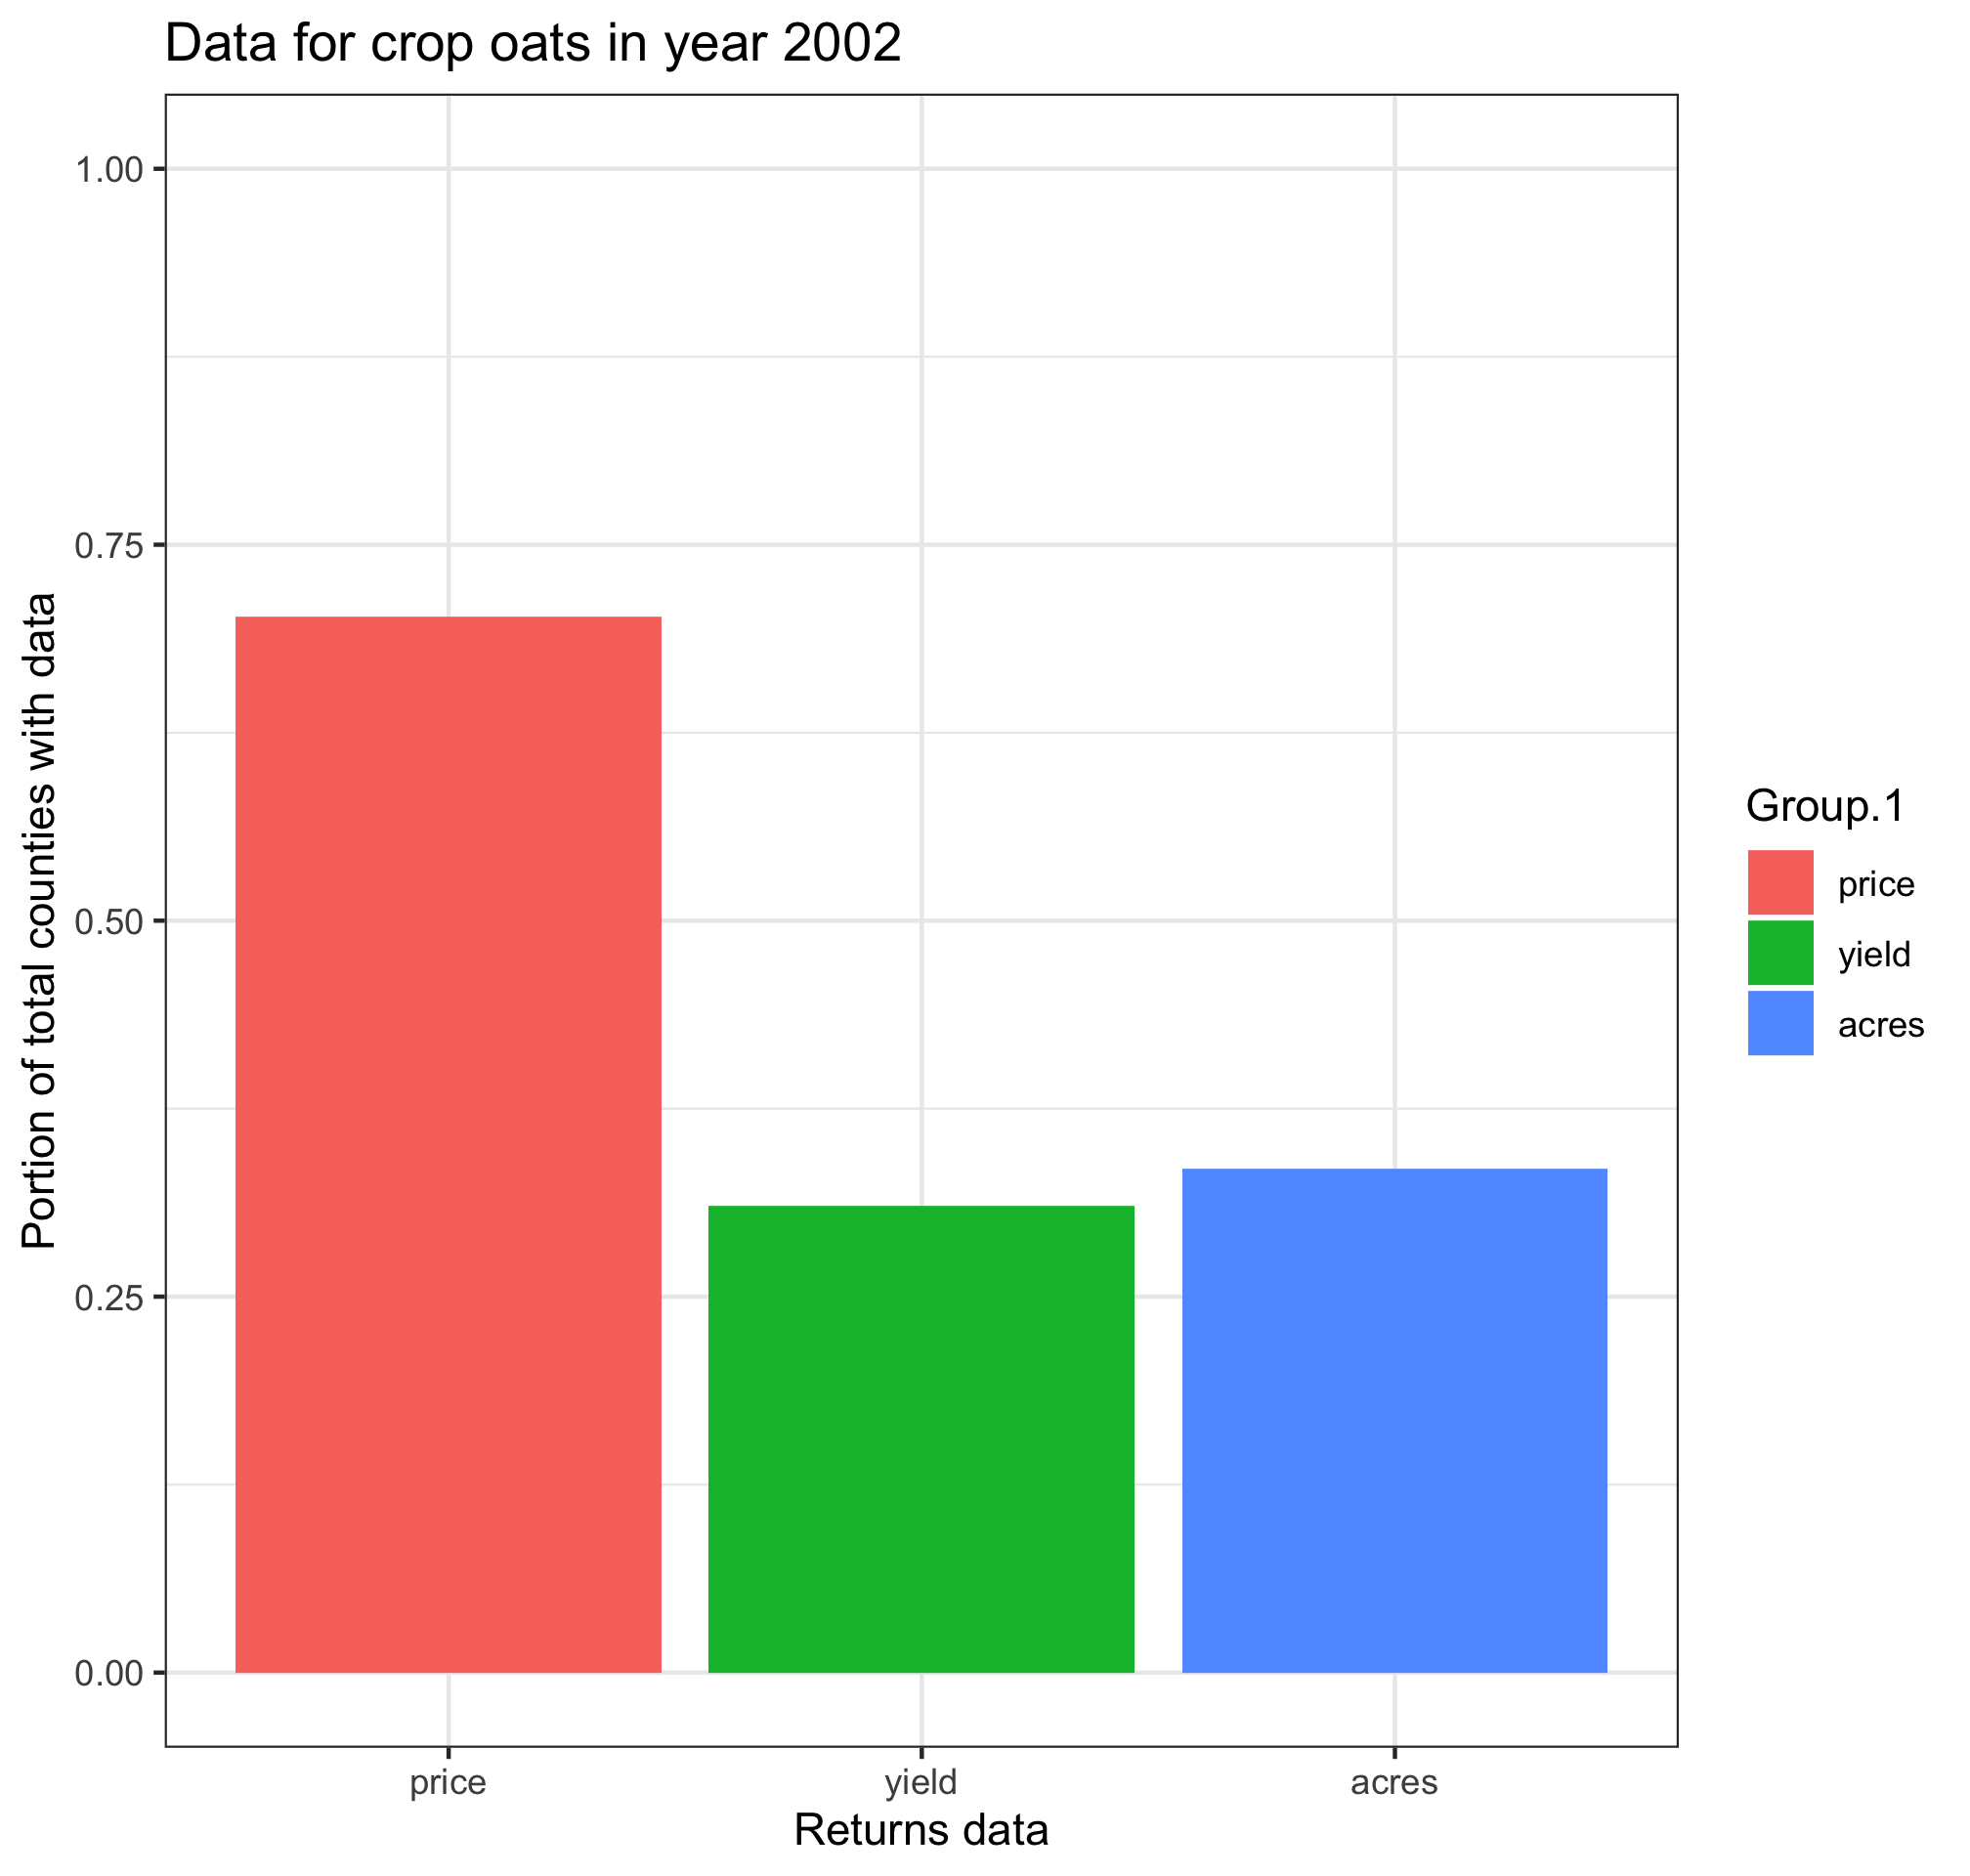 Data for crop oats in year 2002
Portion of total counties with data
1.00
0.75
0.50
0.25
0.00
price
yield
acres
Returns data
Group.1
price
yield
acres